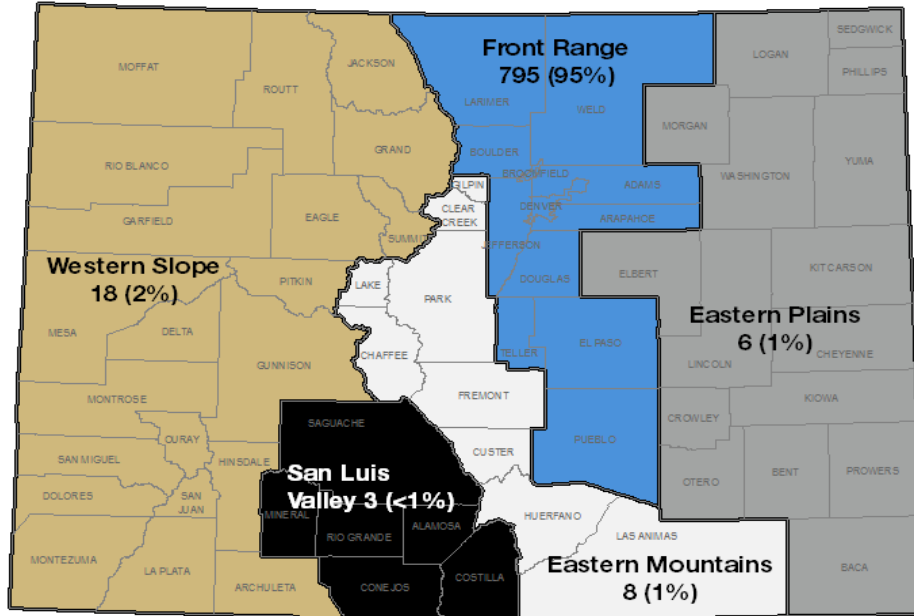 SEDGWICK
LOGAN
Front Range
795 (95%)
JACKSON
MOFFAT
PHILLIPS
ROUTT
LARIMER
WELD
MORGAN
GRAND
BOULDER
RIO BLANCO
YUMA
BROOMFIELD
WASHINGTON
GILPIN
ADAMS
CLEAR
CREEK
DENVER
GARFIELD
EAGLE
ARAPAHOE
SUMMIT
JEFFERSON
Western Slope
18 (2%)
PITKIN
LAKE
PARK
DOUGLAS
ELBERT
KIT CARSON
Eastern Plains
6 (1%)
MESA
DELTA
CHAFFEE
TELLER
EL PASO
LINCOLN
CHEYENNE
GUNNISON
MONTROSE
FREMONT
KIOWA
CROWLEY
SAGUACHE
OURAY
PUEBLO
SAN MIGUEL
HINSDALE
CUSTER
San Luis
Valley 3 (<1%)
BENT
PROWERS
OTERO
DOLORES
SAN
JUAN
MINERAL
HUERFANO
ALAMOSA
RIO GRANDE
LAS ANIMAS
MONTEZUMA
LA PLATA
ARCHULETA
CONEJOS
COSTILLA
Eastern Mountains
8 (1%)
BACA